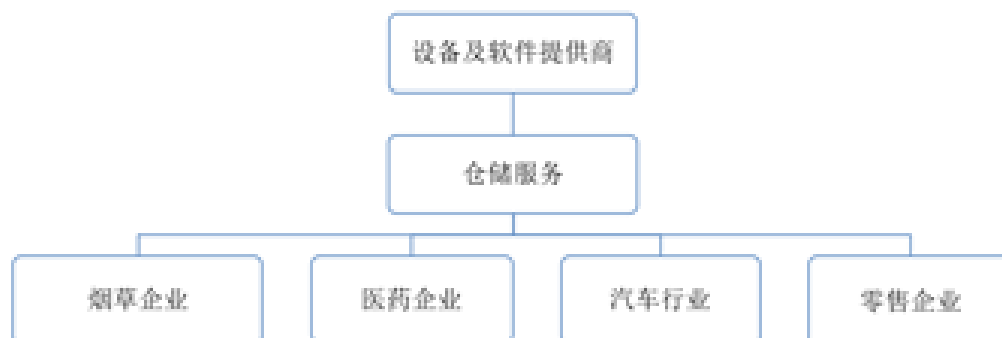 设备及软件提供商
仓储服务
烟草企业
医药企业
汽车行业
零售企业